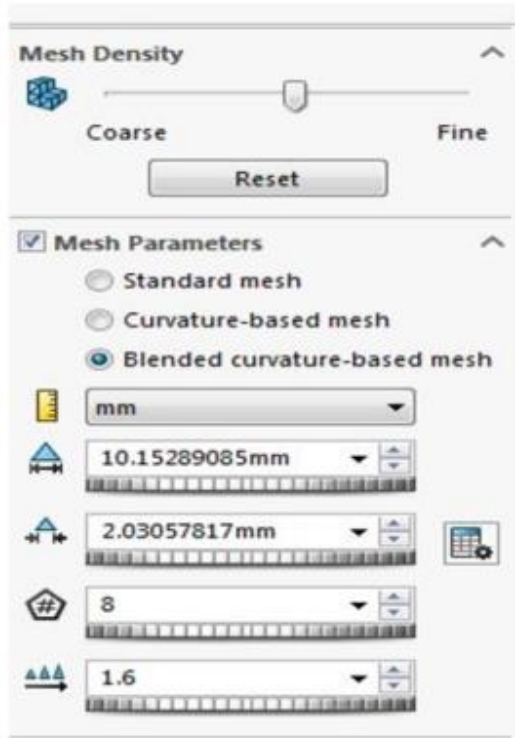 Mesh Density
Coarse Fine
Reset
Mesh Parameters
Standard mesh
Curvature-based mesh
Blended curvature-based mesh
mm
10.15289085mm
2.03057817mm
#
8
1.6